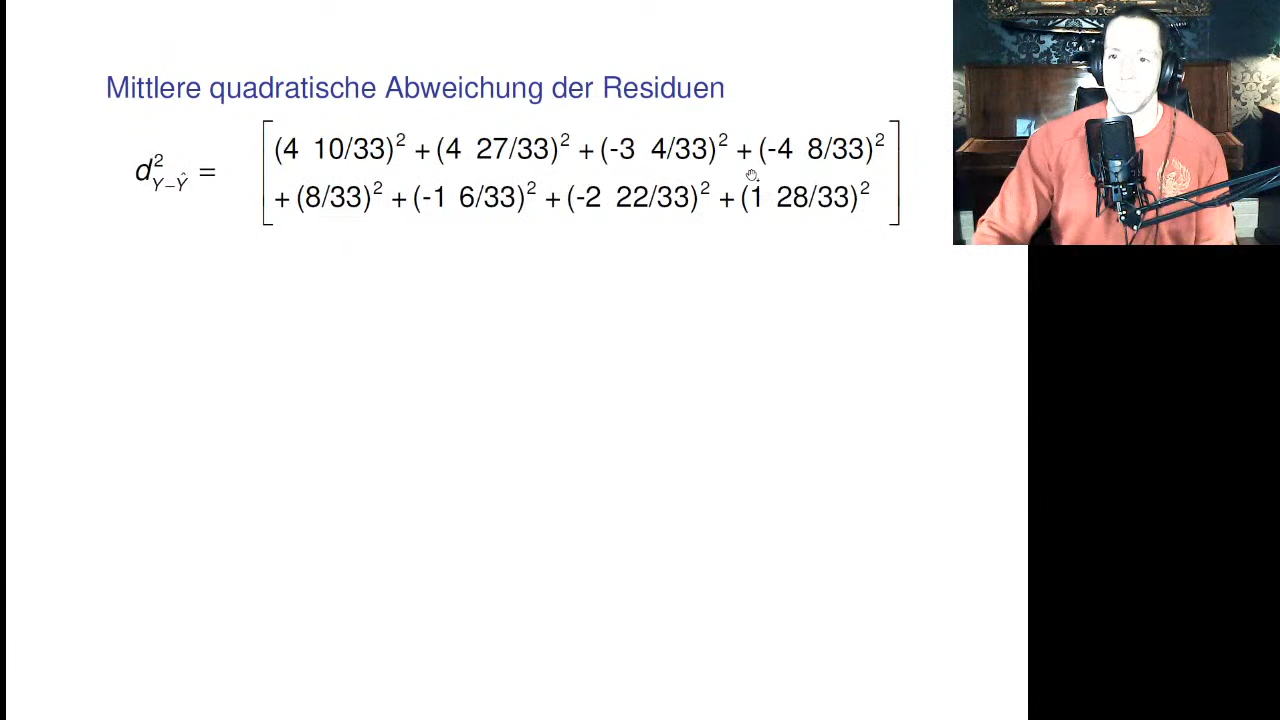 Mittlere quadratische Abweichung der Residuen
d²_{Y−Ŷ} = [(4 10/33)² + (4 27/33)² + (-3 4/33)² + (-4 8/33)²
+ (8/33)² + (-1 6/33)² + (-2 22/33)² + (1 28/33)²]